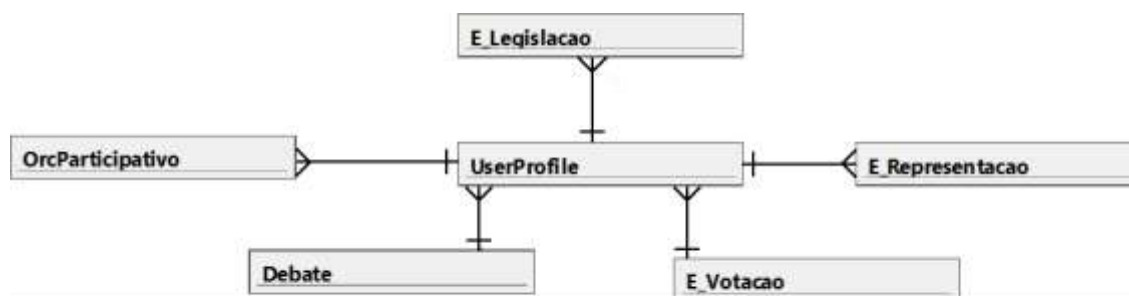 E_Legislacao
OrcParticipativo
UserProfile
E_Representacao
Debate
E_Votacao